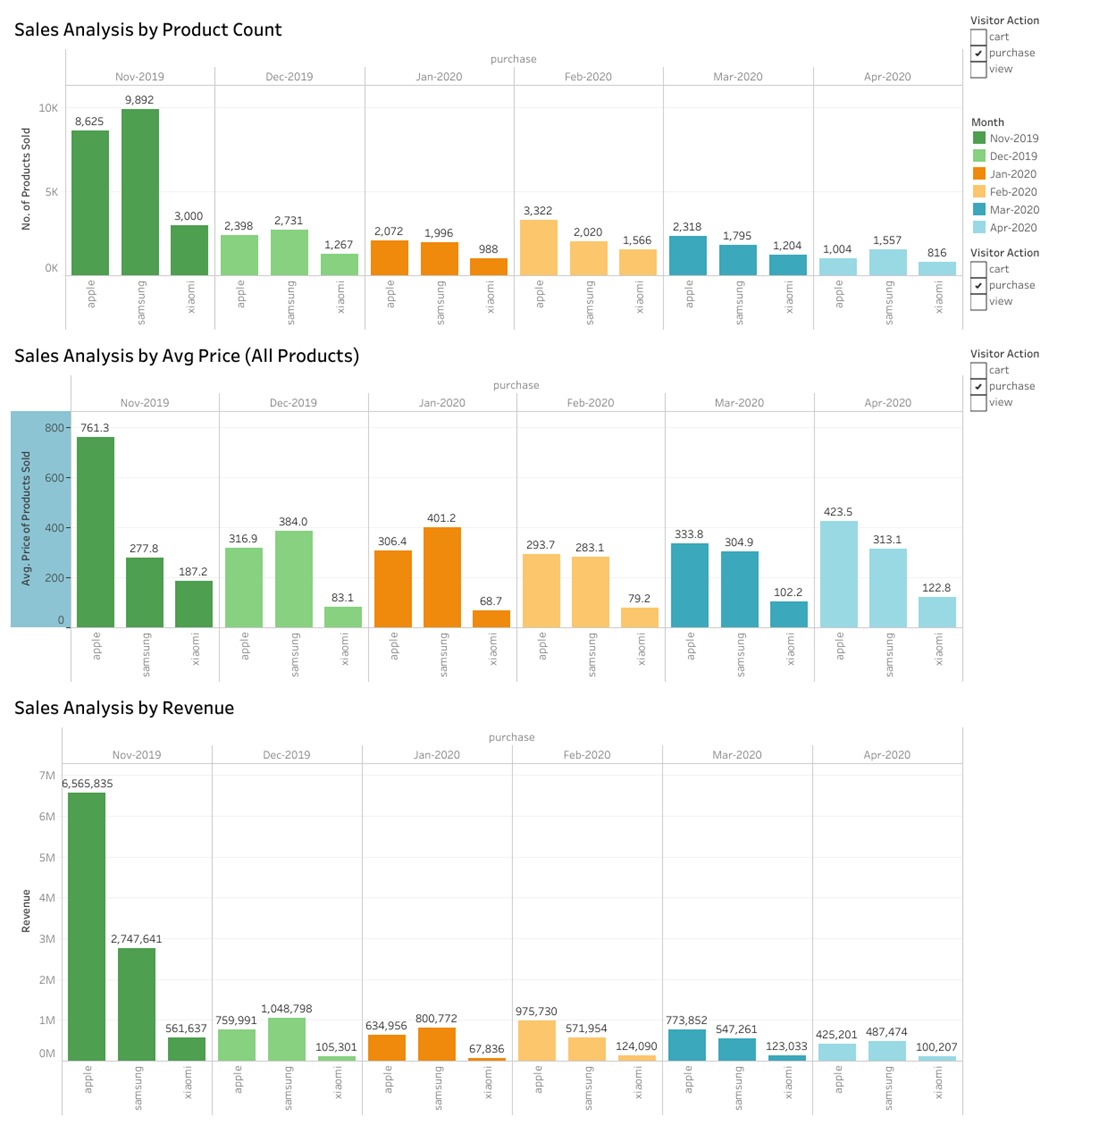 Sales Analysis by Product Count
Visitor Action
cart
purchase
view
purchase
Nov-2019 Dec-2019 Jan-2020 Feb-2020 Mar-2020 Apr-2020
No. of Products Sold
10K
5K
0K
8,625 9,892 3,000 2,398 2,731 1,267 2,072 1,996 988 3,322 2,020 1,566 2,318 1,795 1,204 1,004 1,557 816
apple samsung xiaomi apple samsung xiaomi apple samsung xiaomi apple samsung xiaomi apple samsung xiaomi apple samsung xiaomi
Month
Nov-2019
Dec-2019
Jan-2020
Feb-2020
Mar-2020
Apr-2020
Visitor Action
cart
purchase
view
Sales Analysis by Avg Price (All Products)
Visitor Action
cart
purchase
view
purchase
Nov-2019 Dec-2019 Jan-2020 Feb-2020 Mar-2020 Apr-2020
Avg. Price of Products Sold
800
600
400
200
0
761.3 277.8 187.2 316.9 384.0 83.1 306.4 401.2 68.7 293.7 283.1 79.2 333.8 304.9 102.2 423.5 313.1 122.8
apple samsung xiaomi apple samsung xiaomi apple samsung xiaomi apple samsung xiaomi apple samsung xiaomi apple samsung xiaomi
Sales Analysis by Revenue
purchase
Nov-2019 Dec-2019 Jan-2020 Feb-2020 Mar-2020 Apr-2020
Revenue
7M
6M
5M
4M
3M
2M
1M
0M
6,565,835 2,747,641 561,637 759,991 1,048,798 105,301 634,956 800,772 67,836 975,730 571,954 124,090 773,852 547,261 123,033 425,201 487,474 100,207
apple samsung xiaomi apple samsung xiaomi apple samsung xiaomi apple samsung xiaomi apple samsung xiaomi apple samsung xiaomi